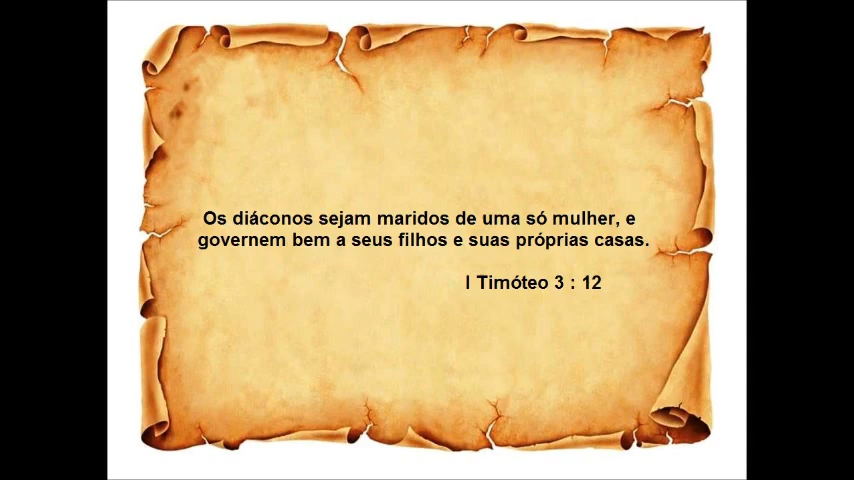 Os diáconos sejam maridos de uma só mulher, e
governem bem a seus filhos e suas próprias casas.
I Timóteo 3 : 12